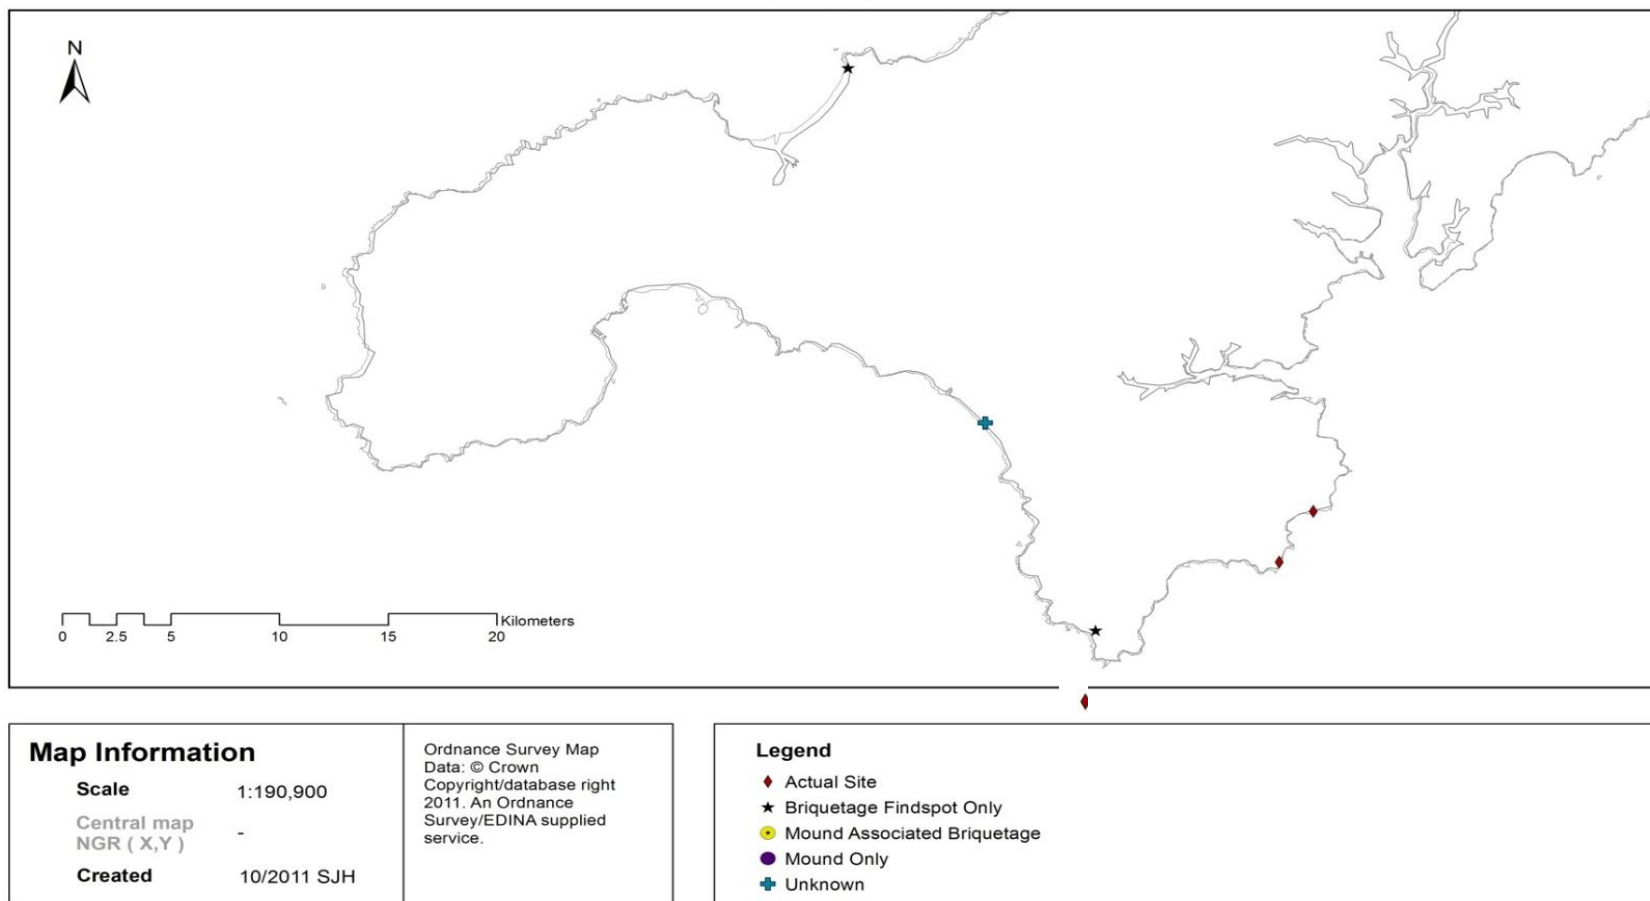 N
Kilometers
0 2.5 5 10 15 20
Map Information
Scale 1:190,900
Central map
NGR ( X,Y ) -
Created 10/2011 SJH
Ordnance Survey Map
Data: © Crown
Copyright/database right
2011. An Ordnance
Survey/EDINA supplied
service.
Legend
Actual Site
Briquetage Findspot Only
Mound Associated Briquetage
Mound Only
Unknown